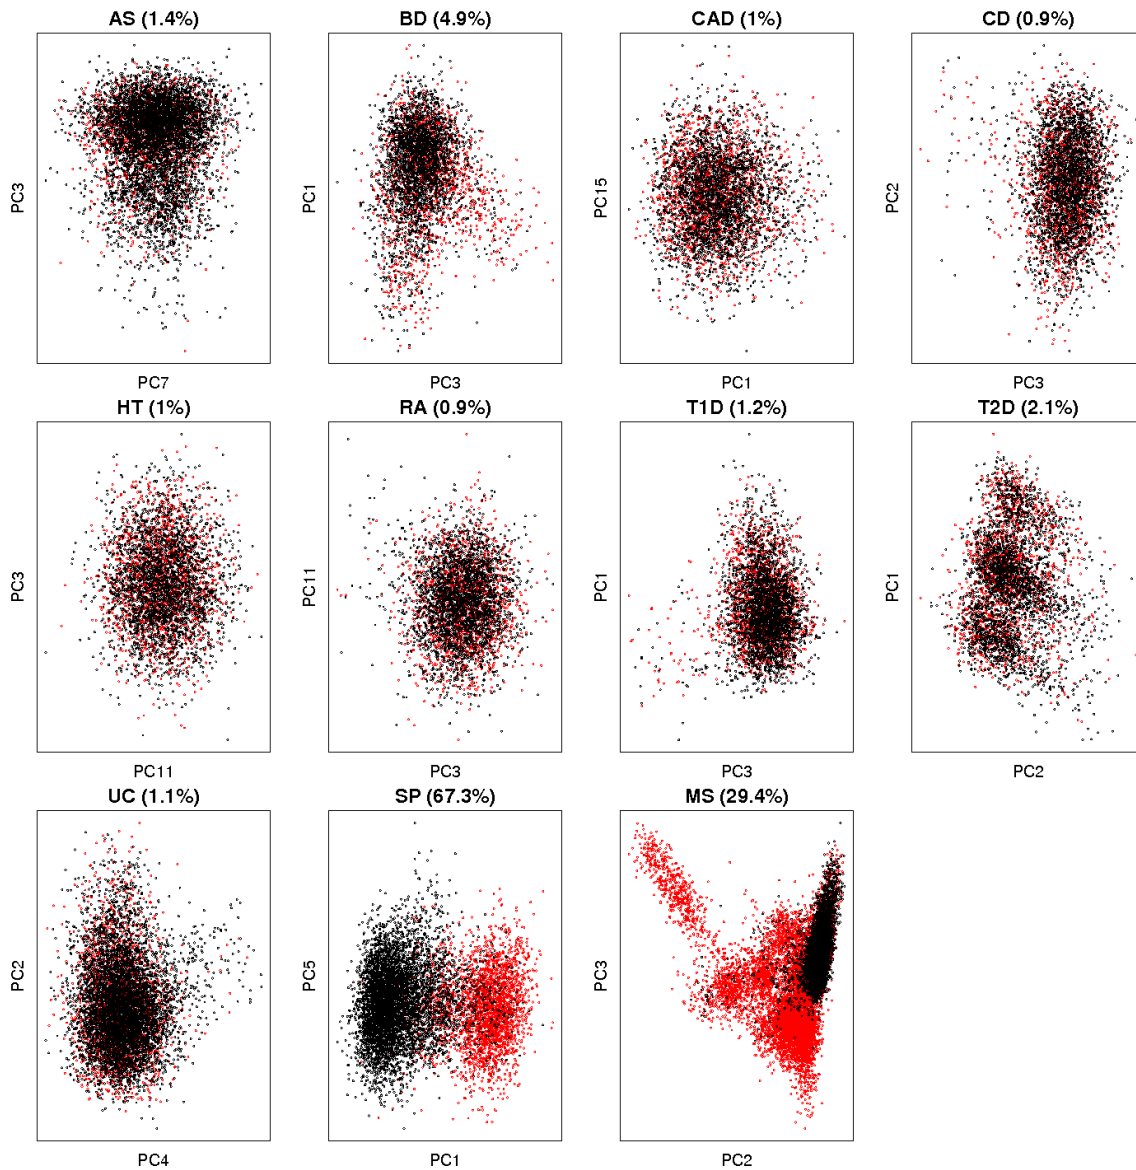 AS (1.4%)
BD (4.9%)
CAD (1%)
CD (0.9%)
PC3
PC1
PC15
PC2
PC7
PC3
PC1
PC3
HT (1%)
RA (0.9%)
T1D (1.2%)
T2D (2.1%)
PC3
PC11
PC1
PC1
PC11
PC3
PC3
PC2
UC (1.1%)
SP (67.3%)
MS (29.4%)
PC2
PC5
PC3
PC4
PC1
PC2